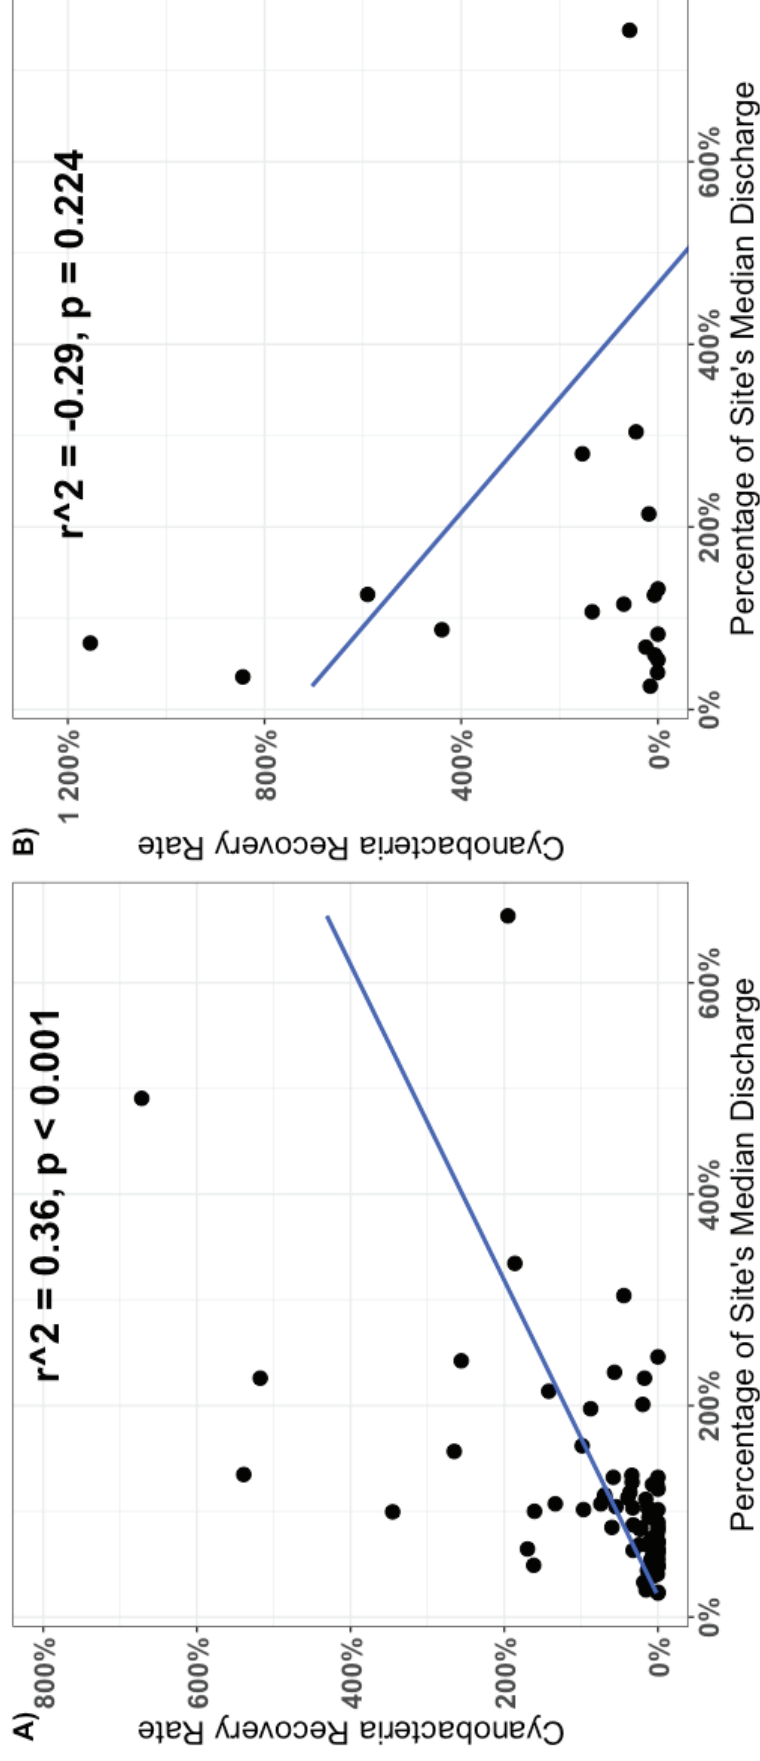 A)
r^2 = 0.36, p < 0.001
800%
600%
400%
200%
0%
Cyanobacteria Recovery Rate
0%
200%
400%
600%
Percentage of Site's Median Discharge
B)
r^2 = -0.29, p = 0.224
1 200%
800%
400%
0%
Cyanobacteria Recovery Rate
0%
200%
400%
600%
Percentage of Site's Median Discharge